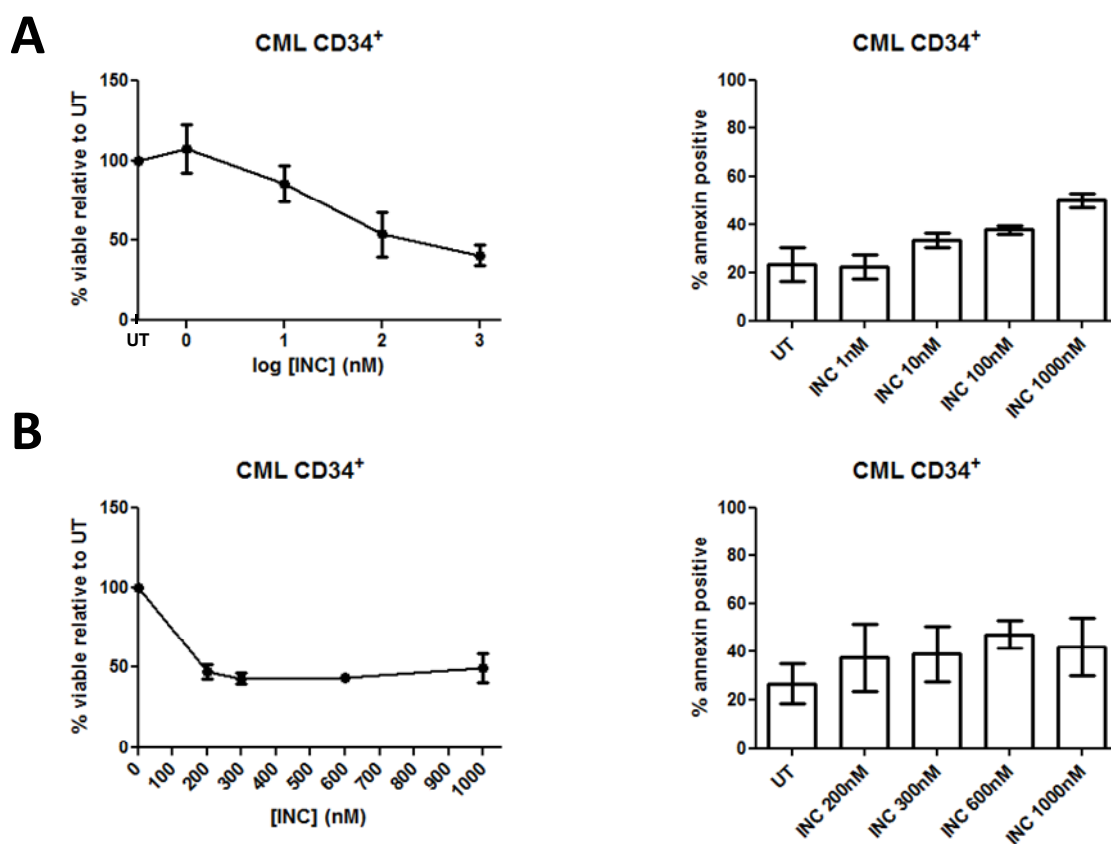 A
CML CD34+
% viable relative to UT
150
100
50
0
UT 0 1 2 3
log [INC] (nM)
CML CD34+
% annexin positive
100
80
60
40
20
0
UT
INC 1nM
INC 10nM
INC 100nM
INC 1000nM
B
CML CD34+
% viable relative to UT
150
100
50
0
0 100 200 300 400 500 600 700 800 900 1000
[INC] (nM)
CML CD34+
% annexin positive
100
80
60
40
20
0
UT
INC 200nM
INC 300nM
INC 600nM
INC 1000nM